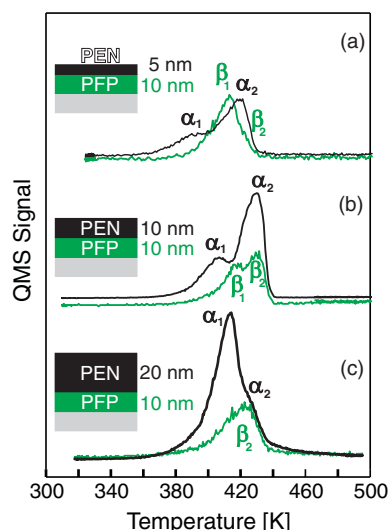 PEN
5 nm
PFP
10 nm
(a)
β1
α2
α1
β2
PEN
10 nm
PFP
10 nm
(b)
α2
α1
β1
β2
PEN
20 nm
PFP
10 nm
(c)
α1
α2
β2
QMS Signal
300
340
380
420
460
500
Temperature [K]